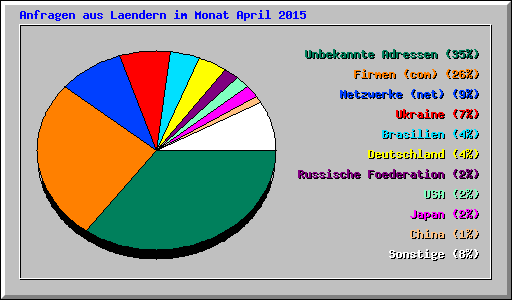 Anfragen aus Laendern im Monat April 2015
Unbekannte Adressen (35%)
Firmen (com) (26%)
Netzwerke (net) (9%)
Ukraine (7%)
Brasilien (4%)
Deutschland (4%)
Russische Foederation (2%)
USA (2%)
Japan (2%)
China (1%)
Sonstige (8%)